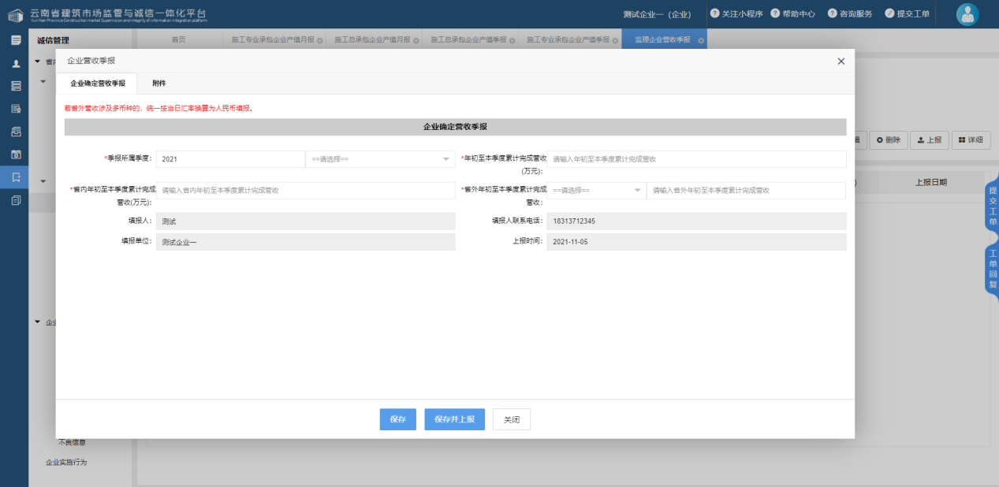 云南省建筑市场监管与诚信一体化平台
Yun Nan Province Construction market Supervision and integrity of information integration platform
测试企业一（企业） 关注小程序 帮助中心 咨询服务 提交工单
诚信管理 首页 施工专业承包企业产值月报 施工总承包企业产值月报 施工总承包企业产值季报 施工专业承包企业产值季报 监理企业营收季报
企业营收季报
企业确定营收季报 附件
若省外营收涉及多币种的，统一按当日汇率换算为人民币填报。
企业确定营收季报
删除 上报 详细
*季报所属季度： 2021 ==请选择== *年初至本季度累计完成营收(万元)： 请输入年初至本季度累计完成营收
上报日期
*省内年初至本季度累计完成营收(万元)： 请输入省内年初至本季度累计完成营收 *省外年初至本季度累计完成营收： ==请选择== 请输入省外年初至本季度累计完成营收
填报人： 测试 填报人联系电话： 18313712345
填报单位： 测试企业一 上报时间： 2021-11-05
提交工单
工单回复
保存 保存并上报 关闭
不良信息
企业实施行为